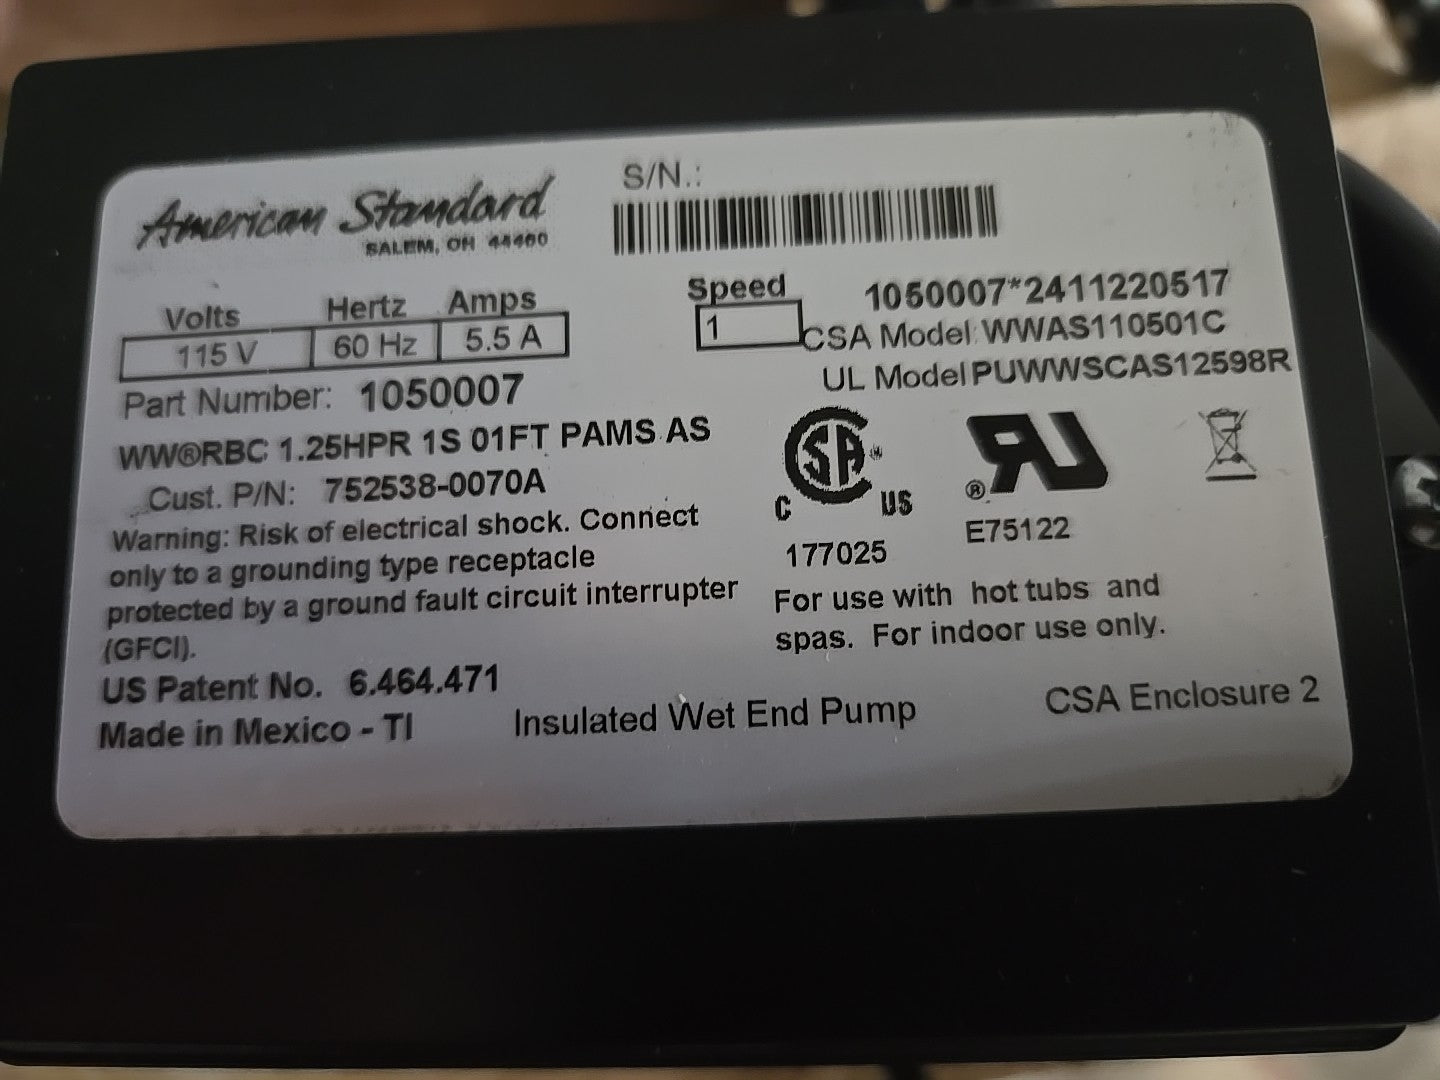 American Standard
SALEM, OH 44460
S/N.:
Volts Hertz Amps
115 V 60 Hz 5.5 A
Speed
1
1050007*2411220517
CSA Model: WWAS110501C
UL Model PUWWSCAS12598R
Part Number: 1050007
WW®RBC 1.25HPR 1S 01FT PAMS AS
Cust. P/N: 752538-0070A
Warning: Risk of electrical shock. Connect
only to a grounding type receptacle
protected by a ground fault circuit interrupter
(GFCI).
US Patent No. 6.464.471
Made in Mexico - TI
SA
C US
177025
RU
®
E75122
For use with hot tubs and
spas. For indoor use only.
Insulated Wet End Pump
CSA Enclosure 2